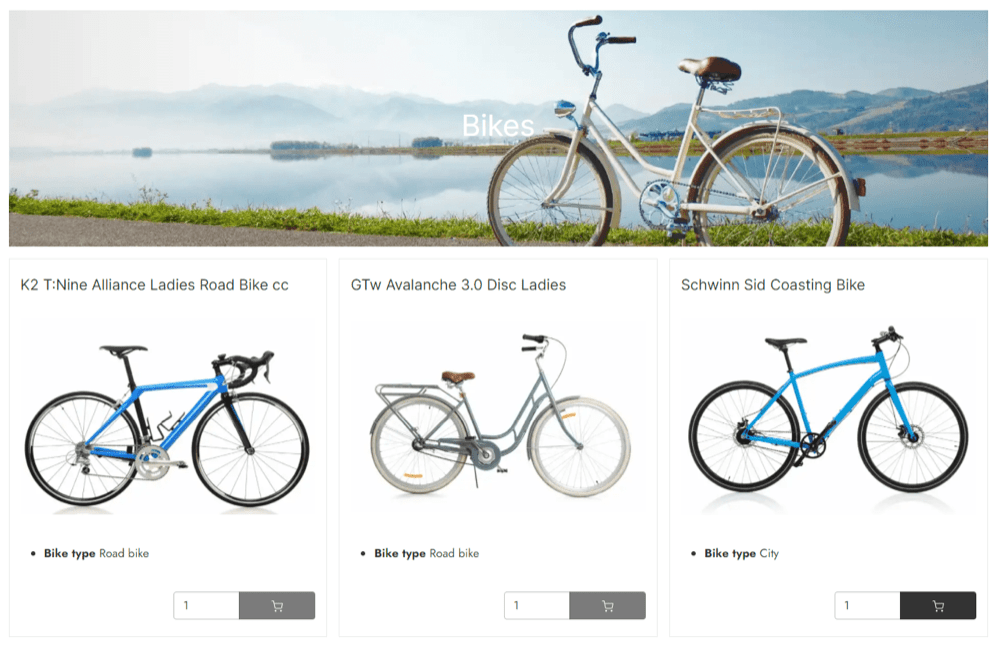 Bikes
K2 T:Nine Alliance Ladies Road Bike cc
GTw Avalanche 3.0 Disc Ladies
Schwinn Sid Coasting Bike
• Bike type Road bike
• Bike type Road bike
• Bike type City
1
1
1